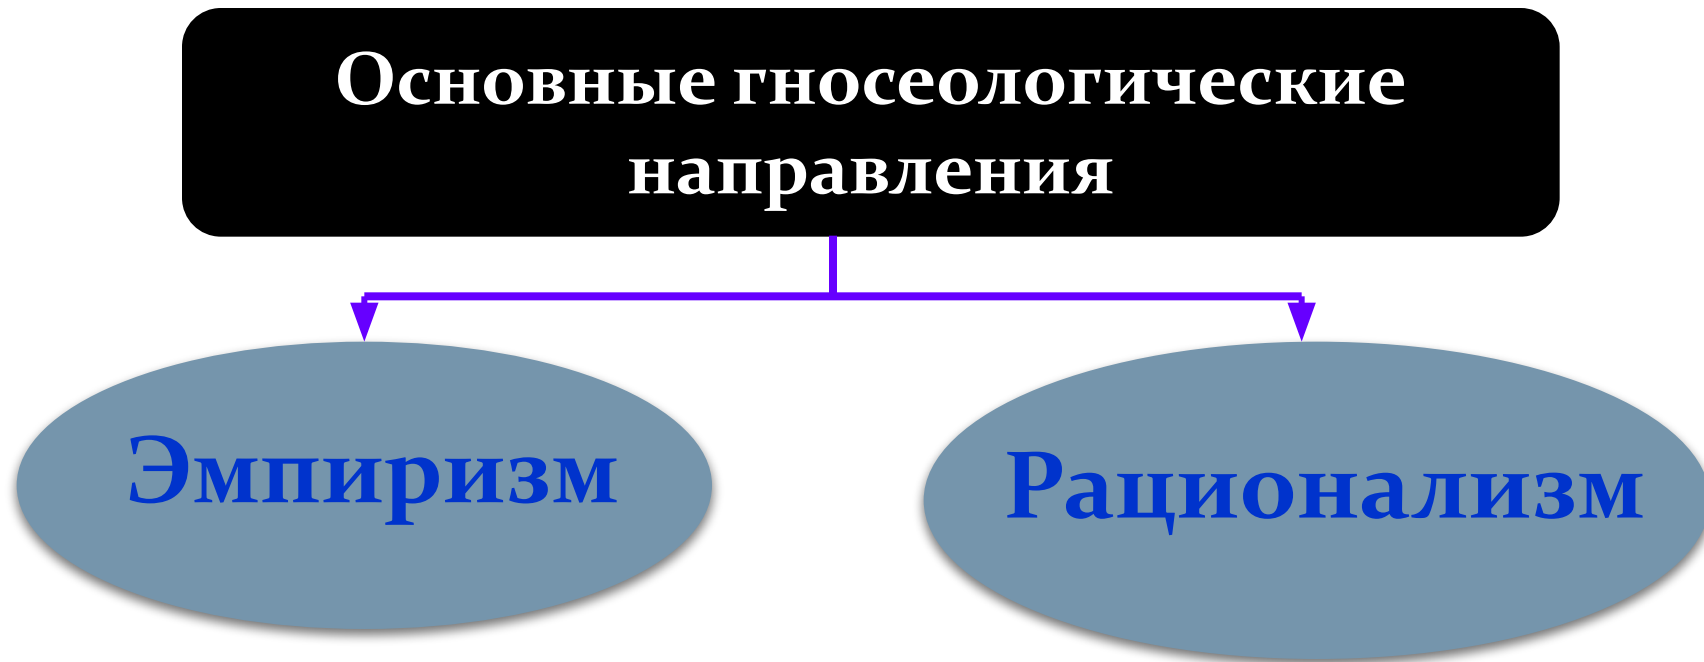 Основные гносеологические
направления
Эмпиризм
Рационализм